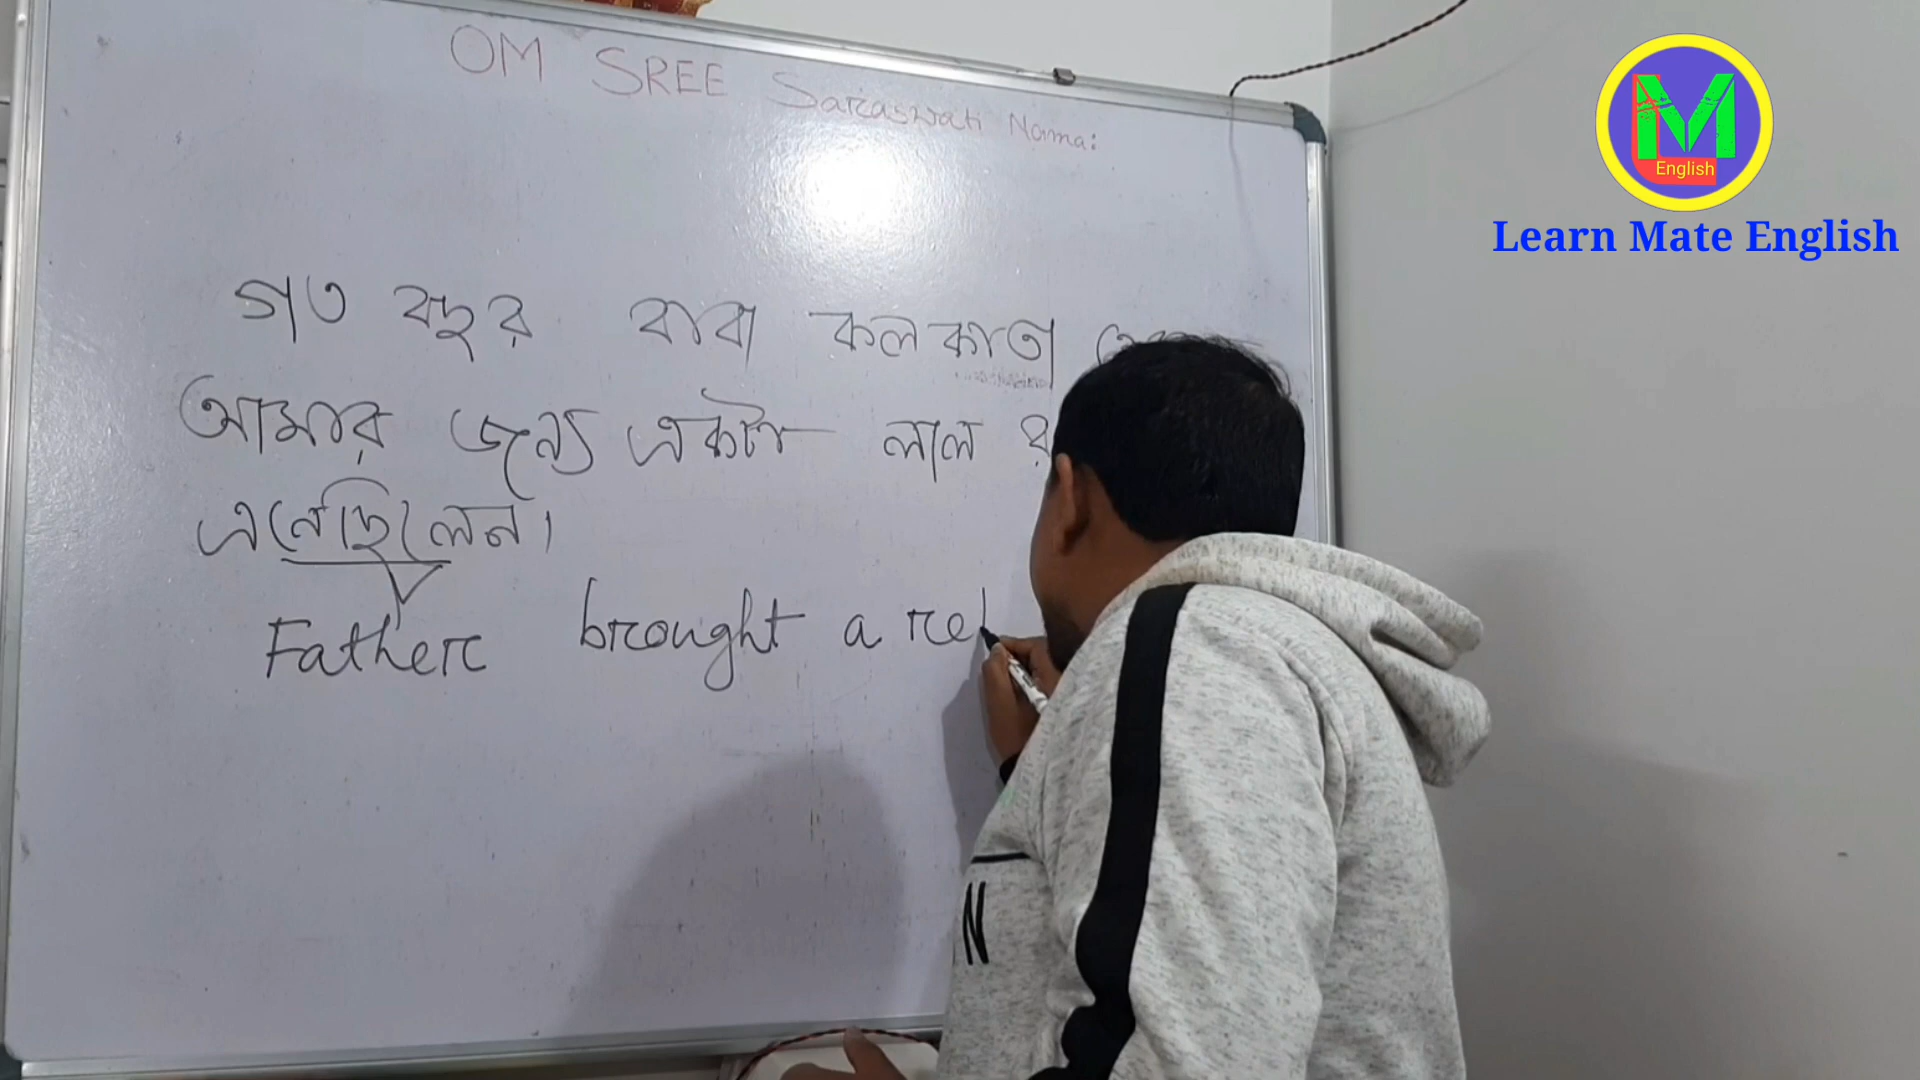 OM SREE Saraswati Nama:
গত বছর বাবা কলকাতা
আমার জন্য একটা লাল
এনেছিলেন।
Father brought a red
M
English
Learn Mate English
N